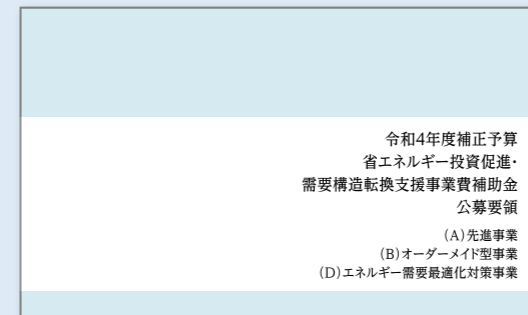 令和4年度補正予算
省エネルギー投資促進・
需要構造転換支援事業費補助金
公募要領
(A)先進事業
(B)オーダーメイド型事業
(D)エネルギー需要最適化対策事業